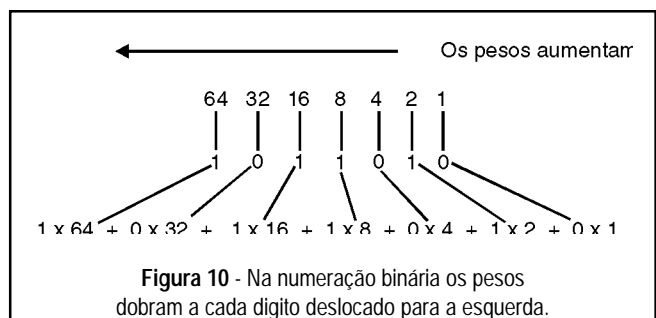 Os pesos aumentam
64 32 16 8 4 2 1
1 0 1 1 0 1 0
1 x 64 + 0 x 32 + 1 x 16 + 1 x 8 + 0 x 4 + 1 x 2 + 0 x 1
Figura 10 - Na numeração binária os pesos
dobram a cada digito deslocado para a esquerda.